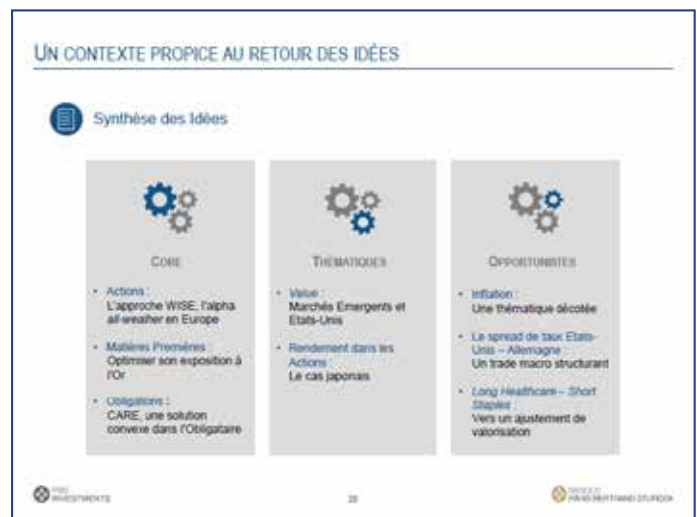 UN CONTEXTE PROPICE AU RETOUR DES IDÉES
Synthèse des Idées
CORE
• Actions :
L'approche WISE, l'alpha
all-weather en Europe
• Matières Premières :
Optimiser son exposition à
l'Or
• Obligations :
CARE, une solution
convexe dans l'Obligataire
THÉMATIQUES
• Value :
Marchés Emergents et
Etats-Unis
• Rendement dans les
Actions :
Le cas japonais
OPPORTUNISTES
• Inflation :
Une thématique décotée
• Le spread de taux Etats-
Unis – Allemagne :
Un trade macro structurant
• Long Healthcare – Short
Staples :
Vers un ajustement de
valorisation
INVESTMENTS
BANQUE
PÂRIS BERTRAND STURDZA